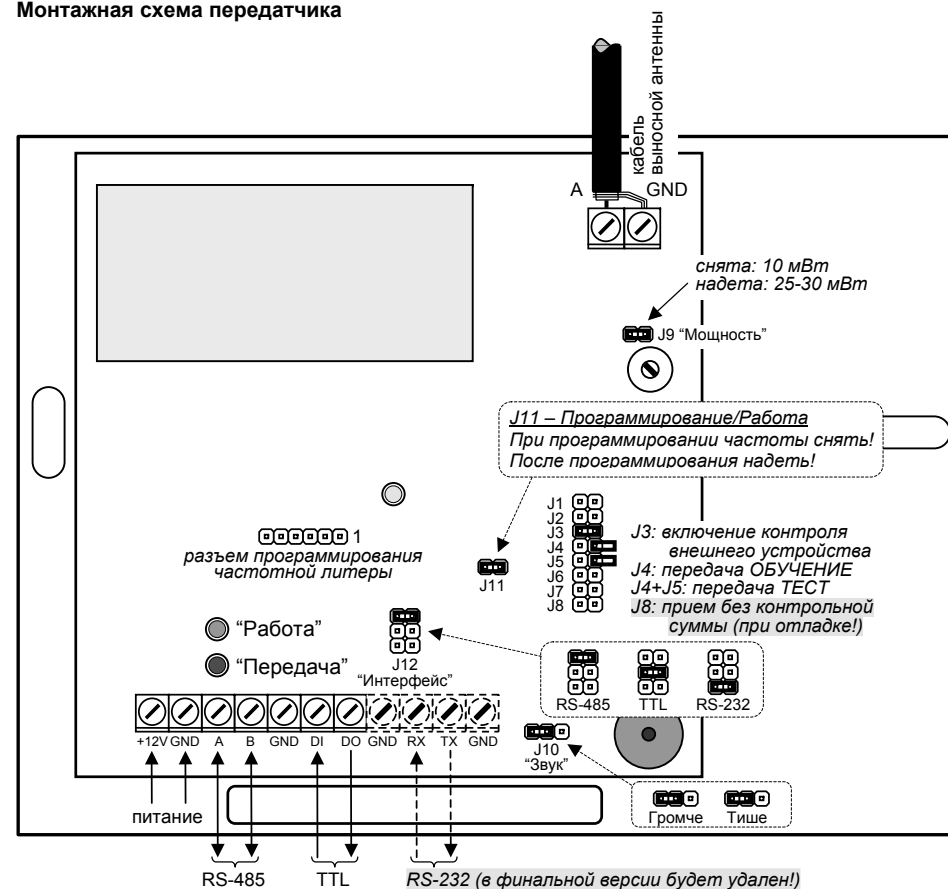 Монтажная схема передатчика
кабель
выносной антенны
A GND
снята: 10 мВт
надета: 25-30 мВт
J9 “Мощность”
J11 – Программирование/Работа
При программировании частоты снять!
После программирования надеть!
J1
J2
J3
J4
J5
J6
J7
J8
J3: включение контроля
внешнего устройства
J4: передача ОБУЧЕНИЕ
J4+J5: передача ТЕСТ
J8: прием без контрольной
суммы (при отладке!)
1
разъем программирования
частотной литеры
J11
“Работа”
“Передача”
J12
“Интерфейс”
RS-485 TTL RS-232
+12V GND A B GND DI DO GND RX TX GND
J10
“Звук”
питание
Громче Тише
RS-485 TTL RS-232 (в финальной версии будет удален!)